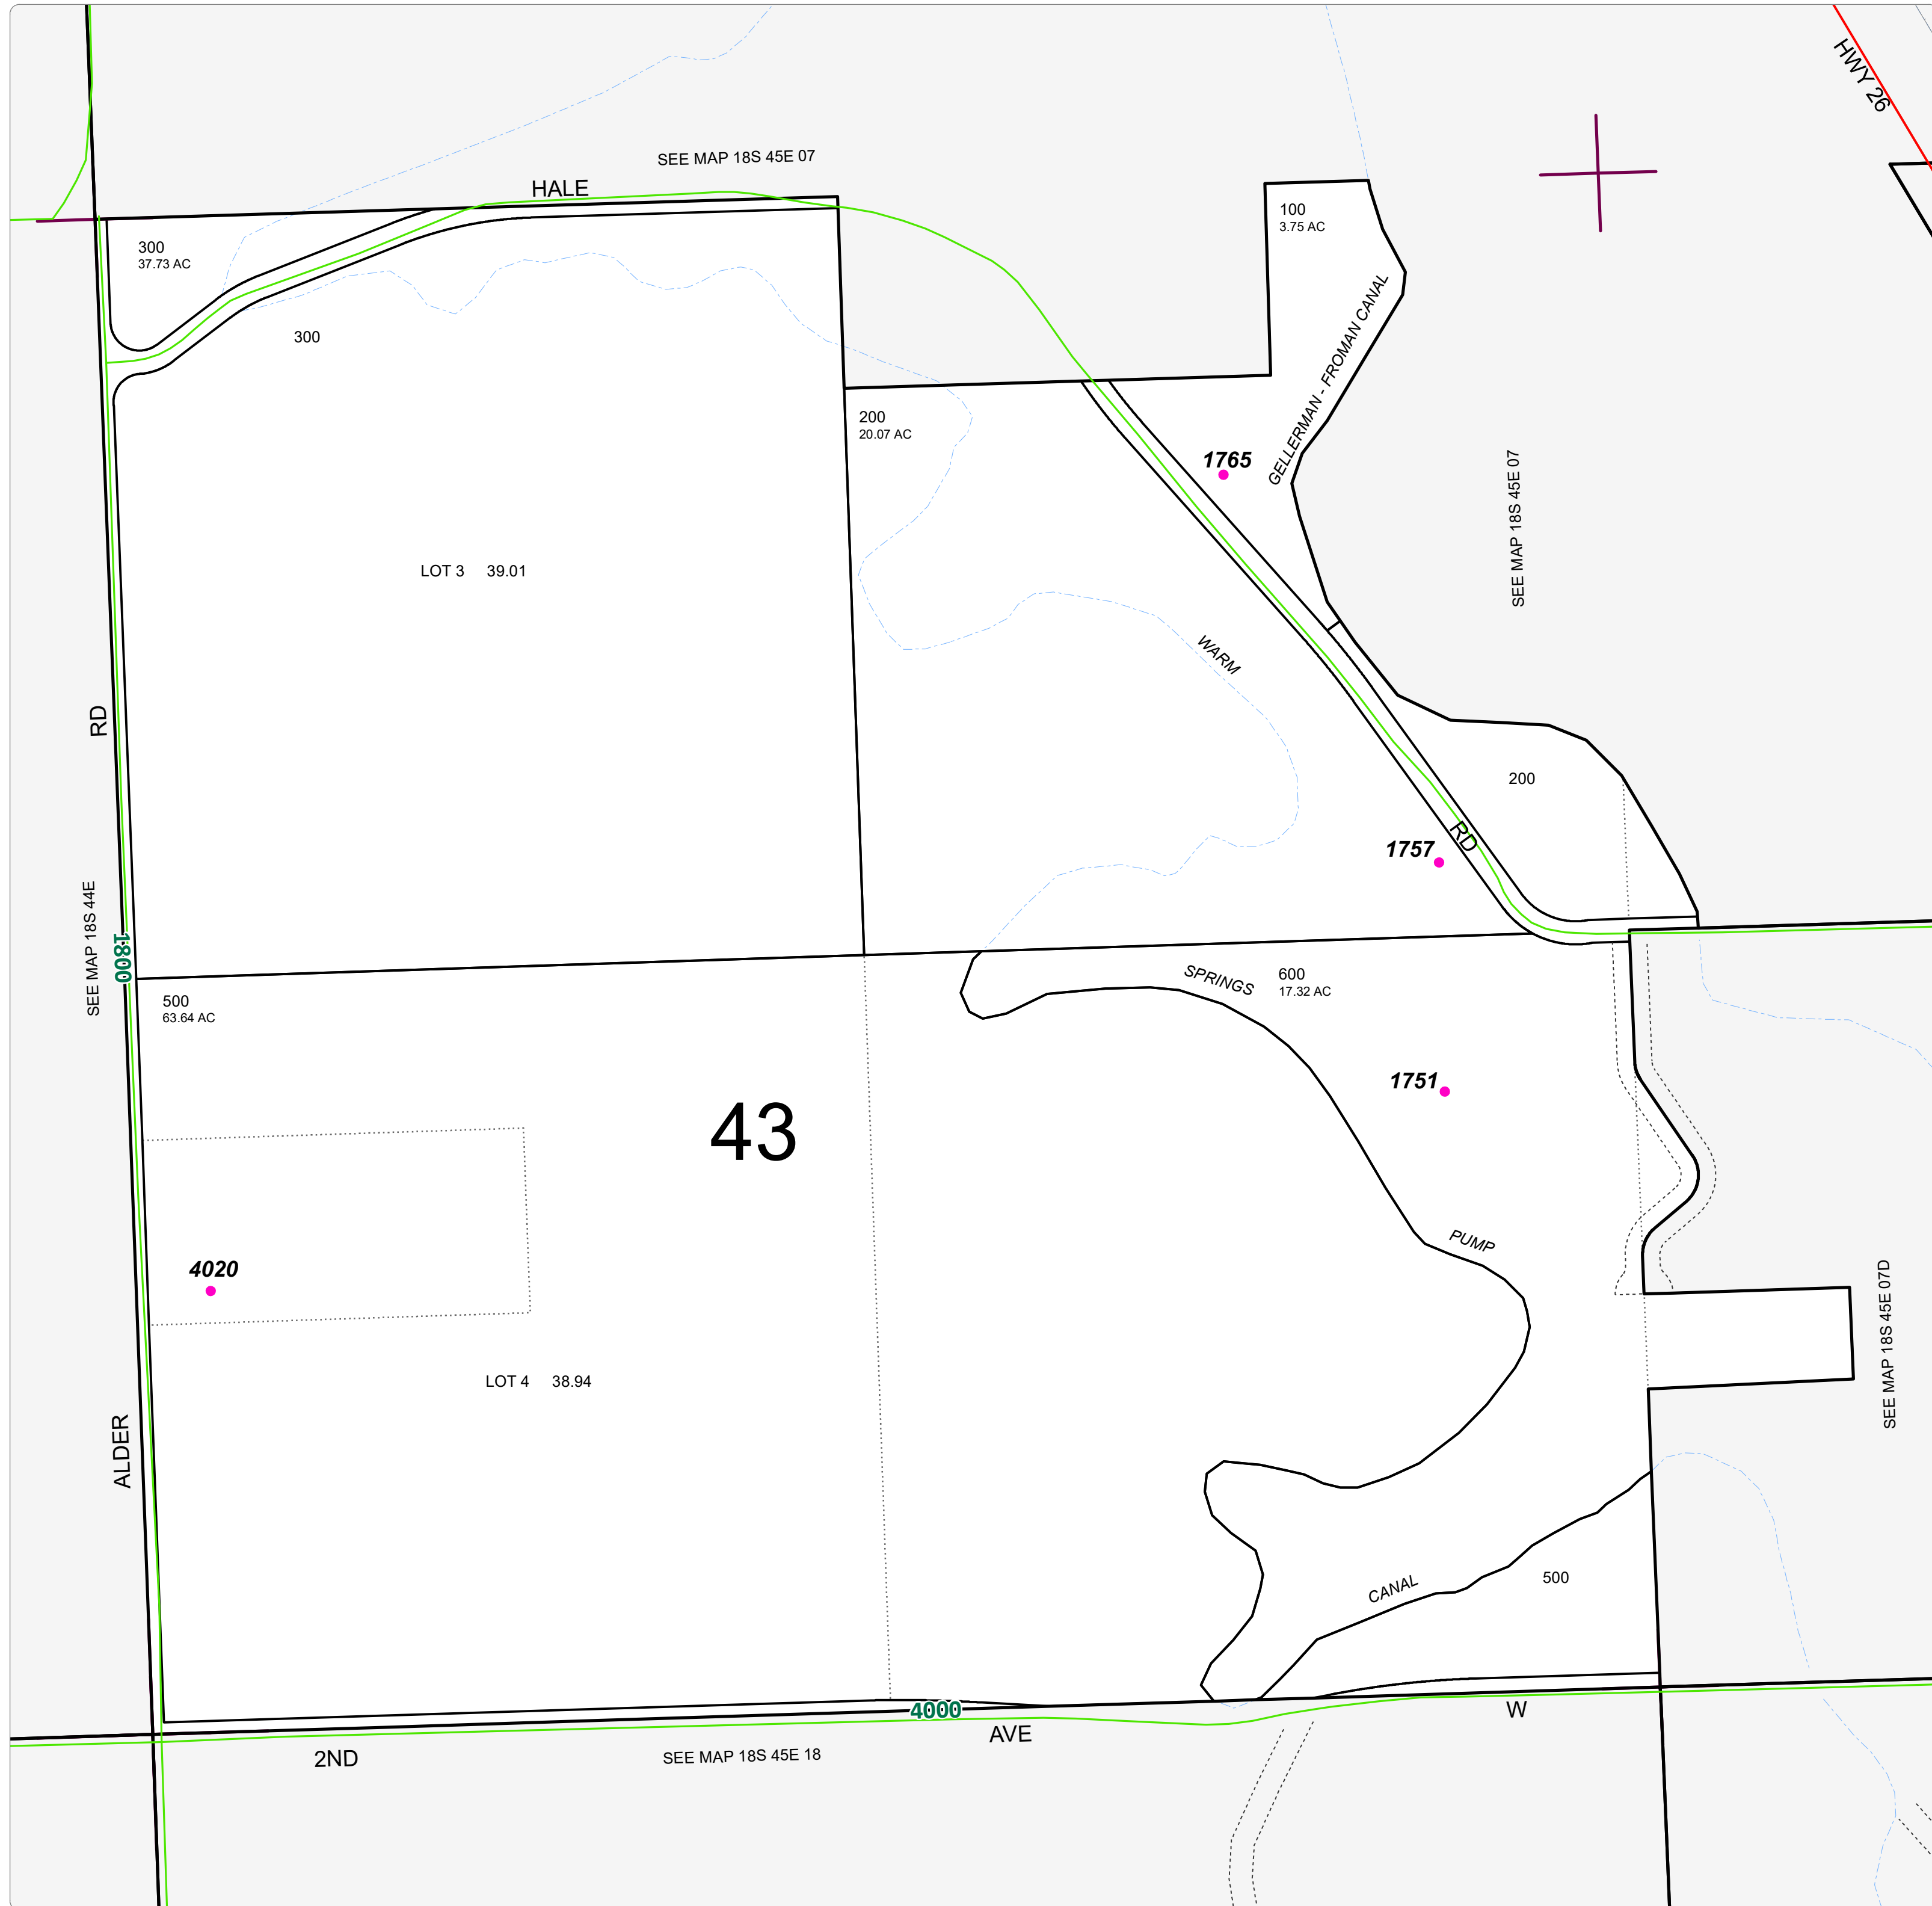 HWY 26
SEE MAP 18S 45E 07
HALE
100
3.75 AC
300
37.73 AC
300
GELLERMAN - FROMAN CANAL
200
20.07 AC
1765
SEE MAP 18S 45E 07
LOT 3 39.01
WARM
RD
200
RD
1757
SEE MAP 18S 44E
1800
SPRINGS
600
17.32 AC
500
63.64 AC
1751
43
PUMP
4020
SEE MAP 18S 45E 07D
LOT 4 38.94
ALDER
CANAL
500
4000
W
AVE
2ND
SEE MAP 18S 45E 18